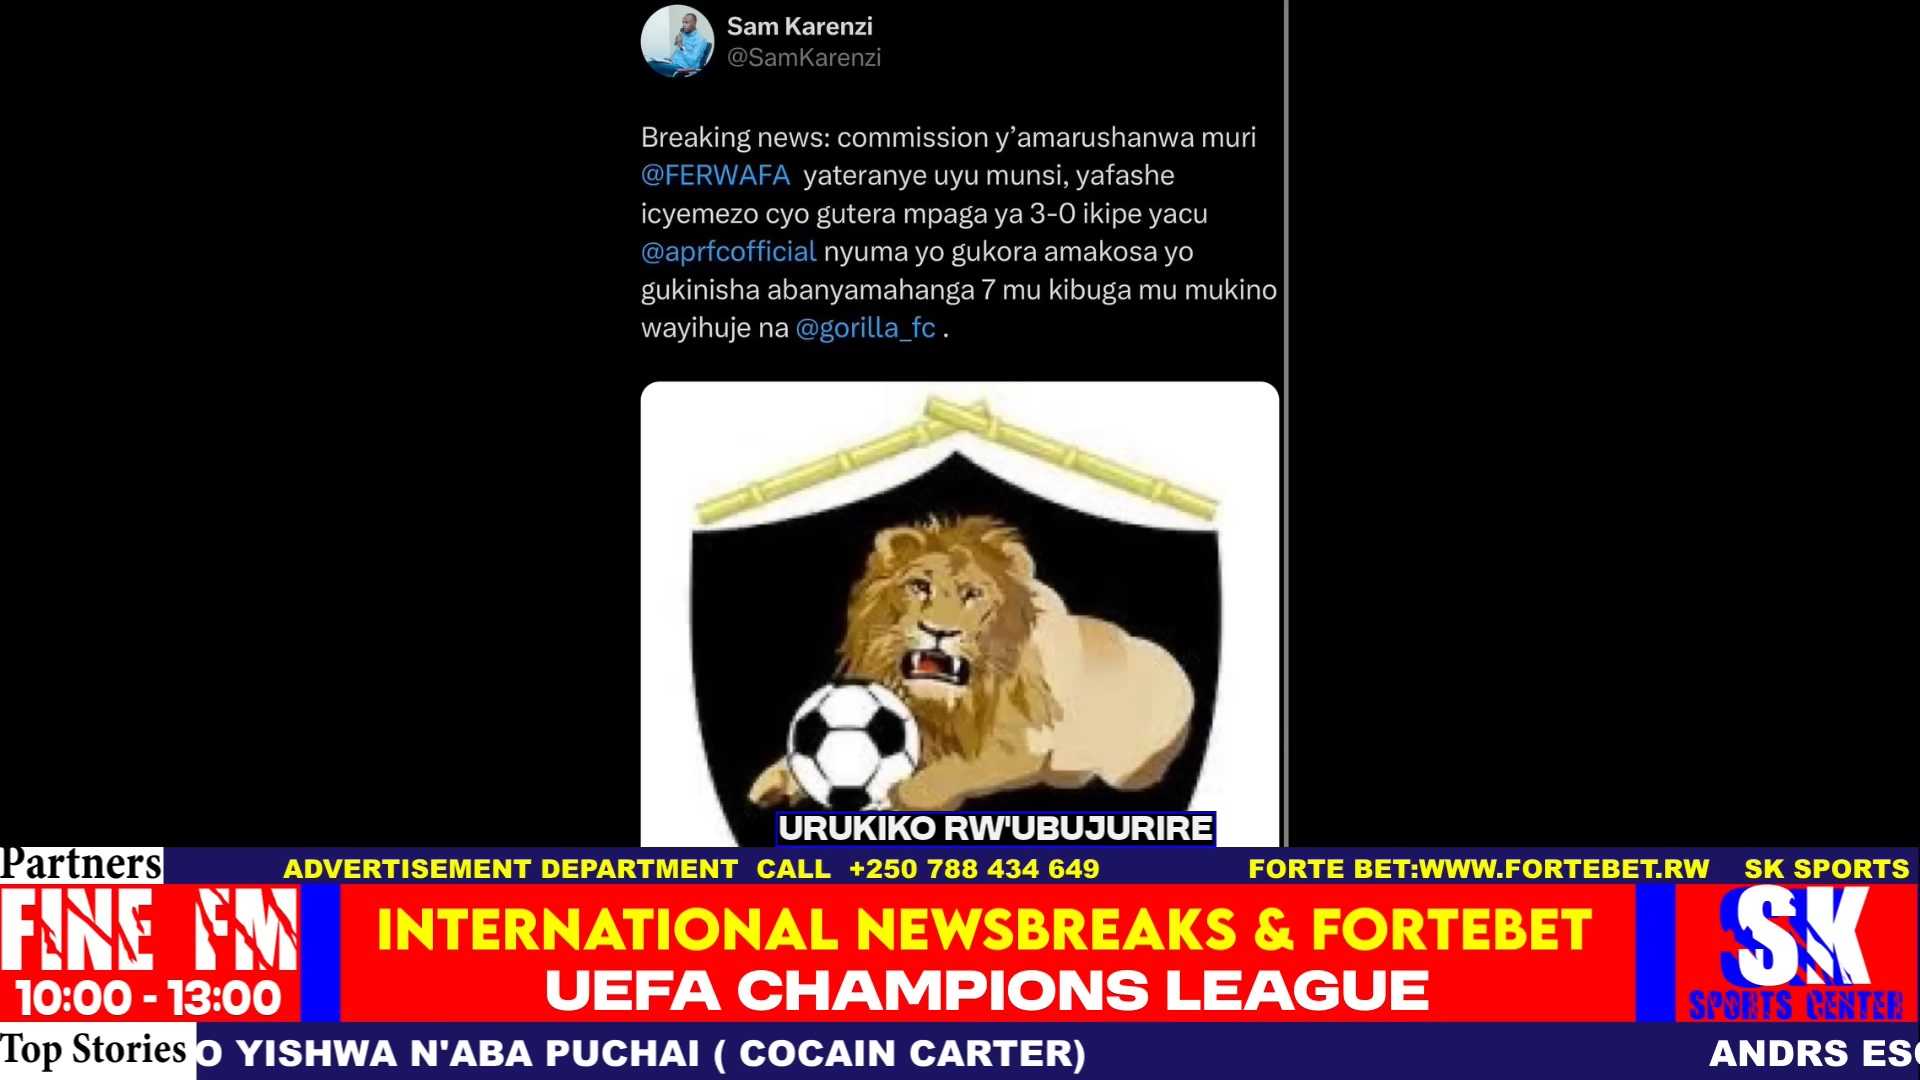 Sam Karenzi
@SamKarenzi
Breaking news: commission y’amarushanwa muri
@FERWAFA yateranye uyu munsi, yafashe
icyemezo cyo gutera mpaga ya 3-0 ikipe yacu
@aprfcofficial nyuma yo gukora amakosa yo
gukinisha abanyamahanga 7 mu kibuga mu mukino
wayihuje na @gorilla_fc .
URUKIKO RW'UBUJURIRE
Partners
ADVERTISEMENT DEPARTMENT CALL +250 788 434 649 FORTE BET:WWW.FORTEBET.RW SK SPORTS
FINE FM
10:00 - 13:00
INTERNATIONAL NEWSBREAKS & FORTEBET
UEFA CHAMPIONS LEAGUE
SK
SPORTS CENTER
Top Stories
O YISHWA N'ABA PUCHAI ( COCAIN CARTER) ANDRS ESC